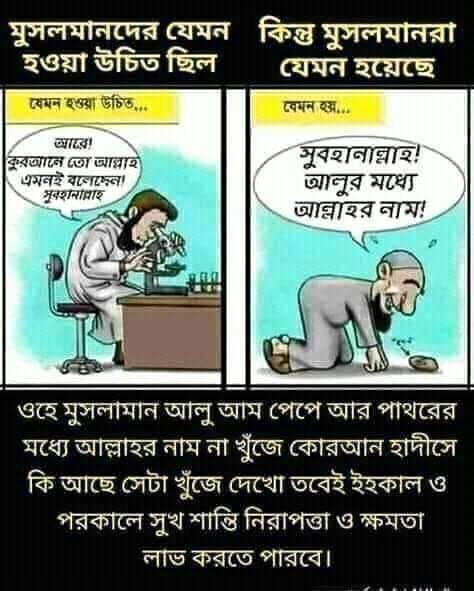 মুসলমানদের যেমন
হওয়া উচিত ছিল
কিন্তু মুসলমানরা
যেমন হয়েছে
যেমন হওয়া উচিত,,,
আরে!
কুরআনে তো আল্লাহ
এমনই বলেছেন!
সুবহানাল্লাহ
যেমন হয়,,,
সুবহানাল্লাহ!
আলুর মধ্যে
আল্লাহর নাম!
ওহে মুসলামান আলু আম পেপে আর পাথরের
মধ্যে আল্লাহর নাম না খুঁজে কোরআন হাদীসে
কি আছে সেটা খুঁজে দেখো তবেই ইহকাল ও
পরকালে সুখ শান্তি নিরাপত্তা ও ক্ষমতা
লাভ করতে পারবে।